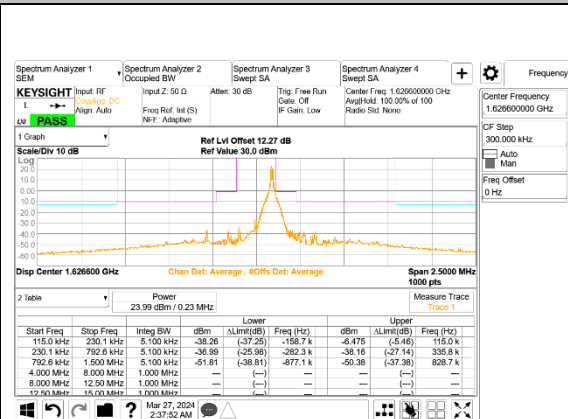 Spectrum Analyzer 1
SEM
Spectrum Analyzer 2
Occupied BW
Spectrum Analyzer 3
Swept SA
Spectrum Analyzer 4
Swept SA
Frequency
KEYSIGHT
L
PASS
Input: RF
Coupling: DC
Align: Auto
Input Z: 50 Ω
Freq Ref: Int (S)
NFE: Adaptive
Atten: 30 dB
Trig: Free Run
Gate: Off
IF Gain: Low
Center Freq: 1.626600000 GHz
Avg|Hold: 100.00% of 100
Radio Std: None
Center Frequency
1.626600000 GHz
CF Step
300.000 kHz
Auto
Man
Freq Offset
0 Hz
1 Graph
Scale/Div 10 dB
Ref Lvl Offset 12.27 dB
Ref Value 30.0 dBm
Log
20.0
10.0
0.00
-10.0
-20.0
-30.0
-40.0
-50.0
-60.0
Disp Center 1.626600 GHz
Chan Det: Average , #Offs Det: Average
Span 2.5000 MHz
1000 pts
2 Table
Power
23.99 dBm / 0.23 MHz
Measure Trace
Trace 1
Lower Upper
Start Freq Stop Freq Integ BW dBm ΔLimit(dB) Freq (Hz) dBm ΔLimit(dB) Freq (Hz)
115.0 kHz 230.1 kHz 5.100 kHz -38.26 (-37.25) -158.7 k -6.475 (-5.46) 115.0 k
230.1 kHz 792.6 kHz 5.100 kHz -36.99 (-25.98) -282.3 k -38.16 (-27.14) 335.8 k
792.6 kHz 1.500 MHz 5.100 kHz -51.81 (-38.81) -877.1 k -50.38 (-37.38) 828.7 k
4.000 MHz 8.000 MHz 1.000 MHz --- (---) --- --- (---) ---
8.000 MHz 12.50 MHz 1.000 MHz --- (---) --- --- (---) ---
12.50 MHz 15.00 MHz 1.000 MHz --- (---) --- --- (---) ---
?
Mar 27, 2024
2:37:52 AM